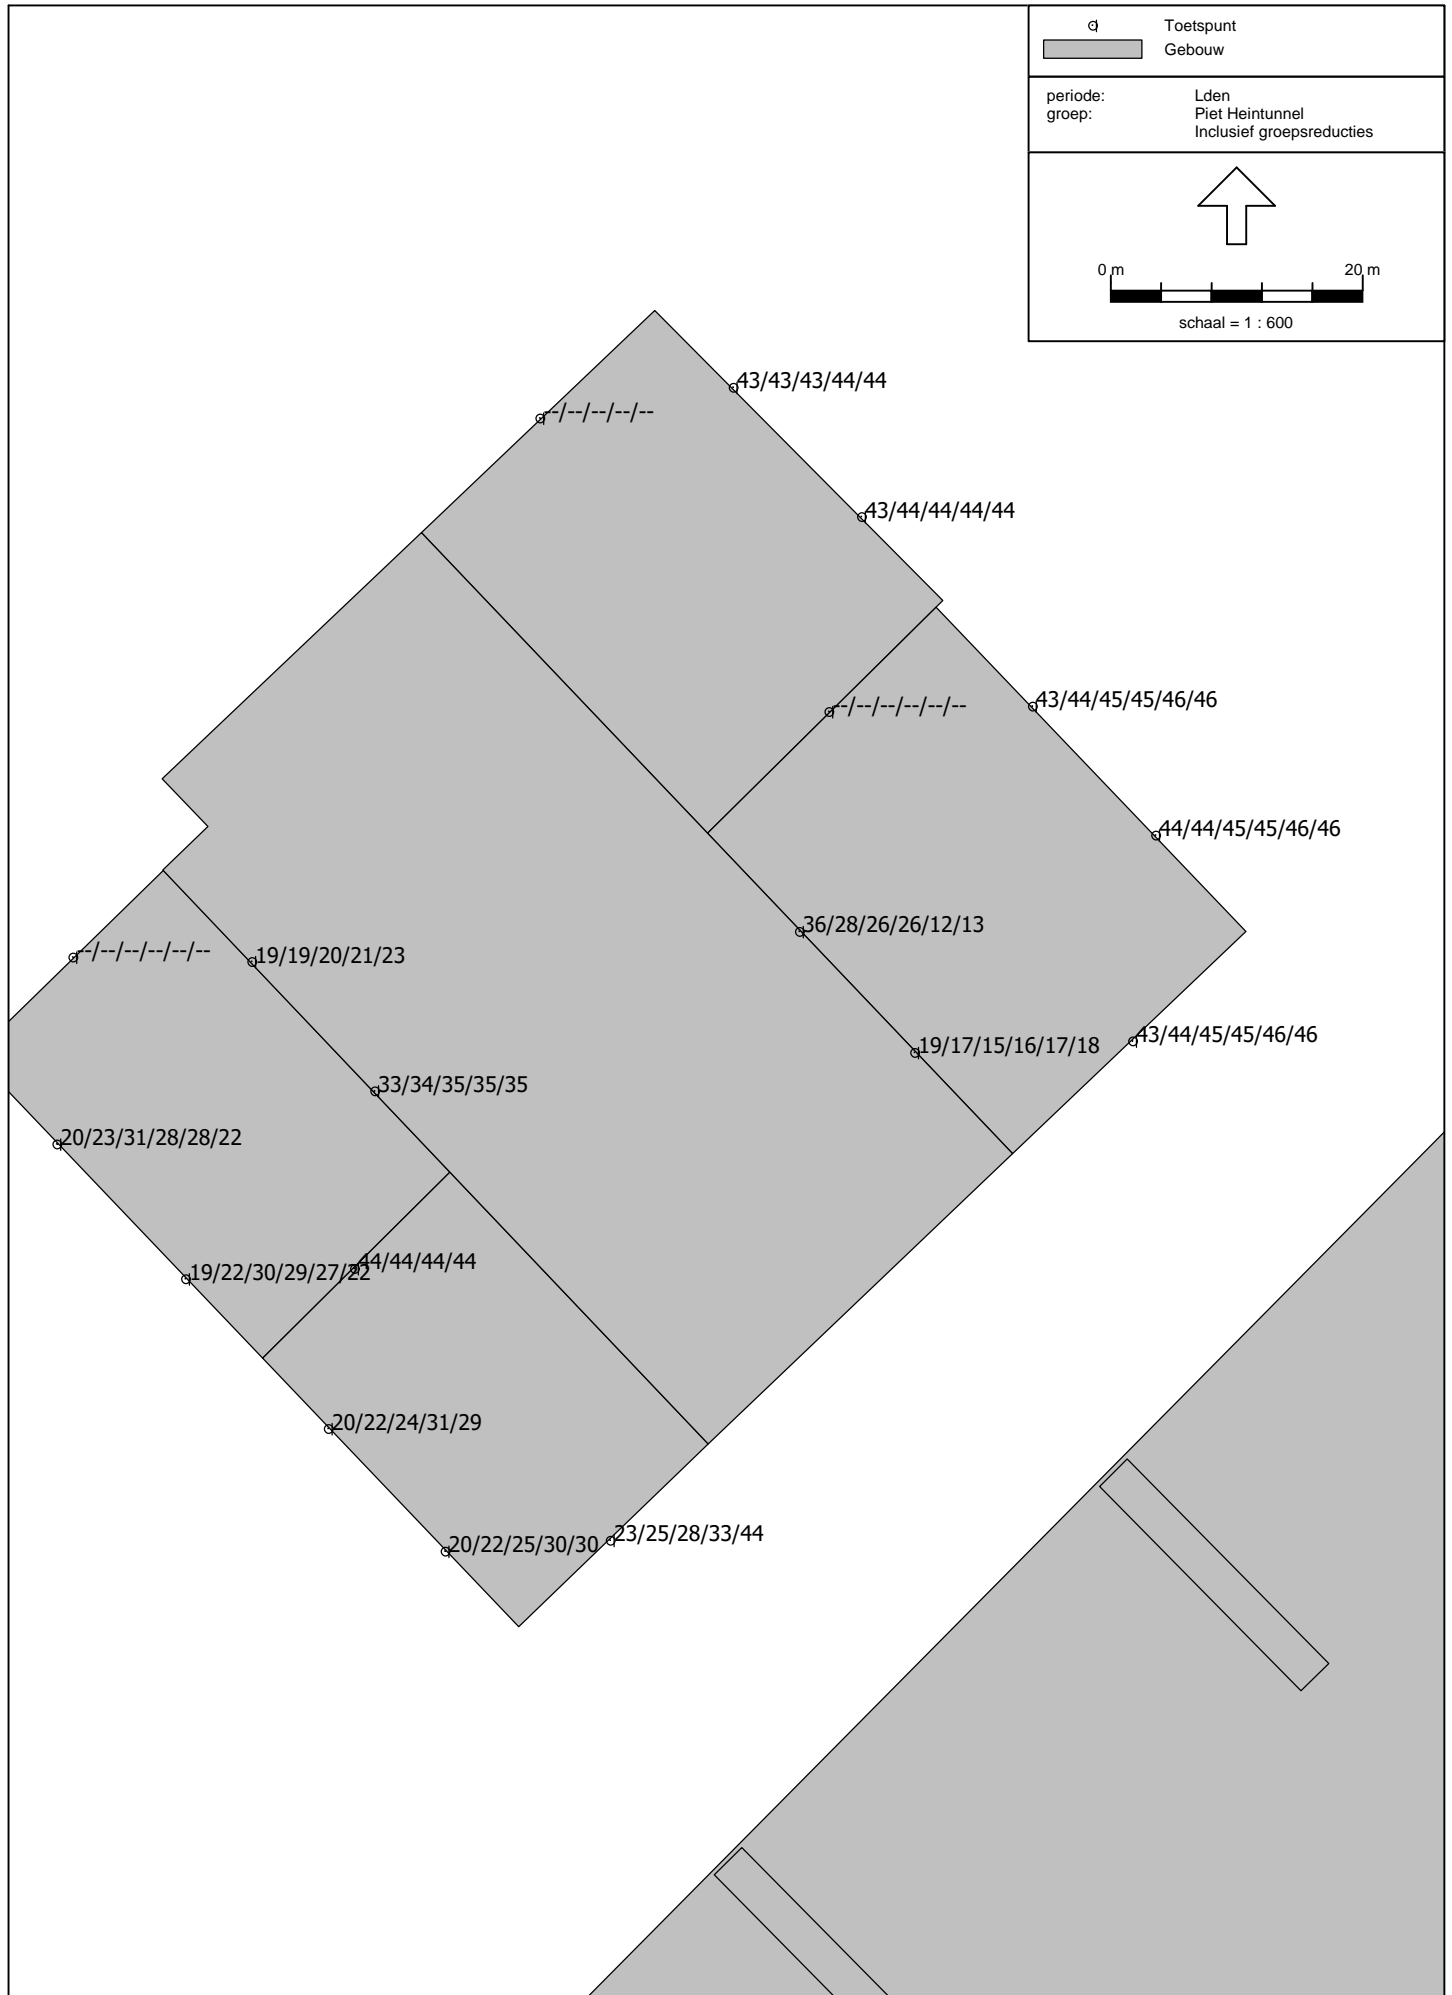 Toetspunt
Gebouw
periode: Lden
groep: Piet Heintunnel
Inclusief groepsreducties
0 m 20 m
schaal = 1 : 600
43/43/43/44/44
--/--/--/--/--
43/44/44/44/44
43/44/45/45/46/46
--/--/--/--/--/--
44/44/45/45/46/46
36/28/26/26/12/13
--/--/--/--/--/--
19/19/20/21/23
43/44/45/45/46/46
19/17/15/16/17/18
33/34/35/35/35
20/23/31/28/28/22
44/44/44/44
19/22/30/29/27/22
20/22/24/31/29
23/25/28/33/44
20/22/25/30/30